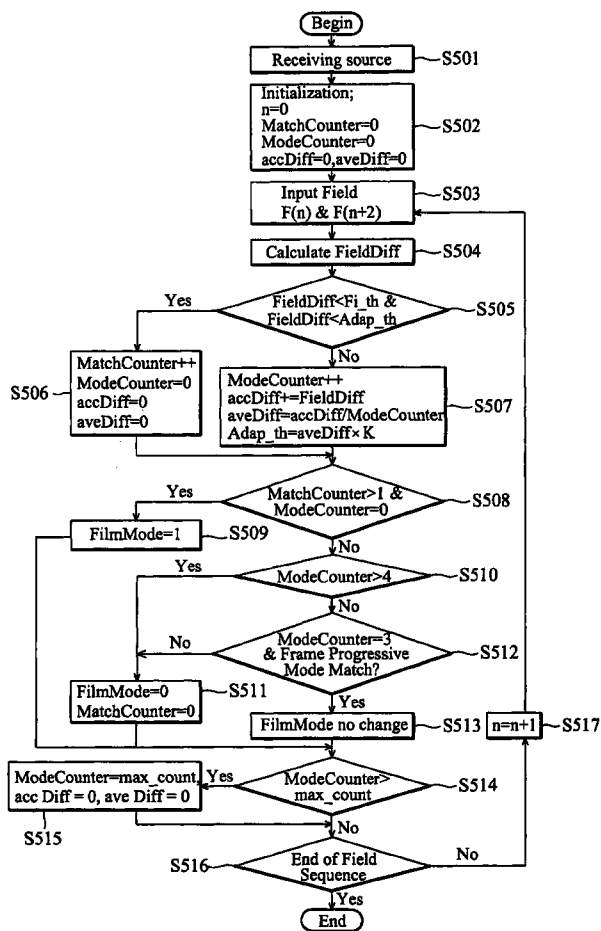 Begin
Receiving source
S501
Initialization;
n=0
MatchCounter=0
ModeCounter=0
accDiff=0,aveDiff=0
S502
Input Field
F(n) & F(n+2)
S503
Calculate FieldDiff
S504
FieldDiff<Fi_th &
FieldDiff<Adap_th
S505
Yes
No
MatchCounter++
ModeCounter=0
accDiff=0
aveDiff=0
S506
ModeCounter++
accDiff+=FieldDiff
aveDiff=accDiff/ModeCounter
Adap_th=aveDiff×K
S507
MatchCounter>1 &
ModeCounter=0
S508
Yes
FilmMode=1
S509
No
ModeCounter>4
S510
Yes
No
ModeCounter=3
& Frame Progressive
Mode Match?
S512
No
Yes
FilmMode=0
MatchCounter=0
S511
FilmMode no change
S513
n=n+1
S517
ModeCounter>
max_count
S514
Yes
ModeCounter=max_count,
acc Diff = 0, ave Diff = 0
S515
No
End of Field
Sequence
S516
No
Yes
End